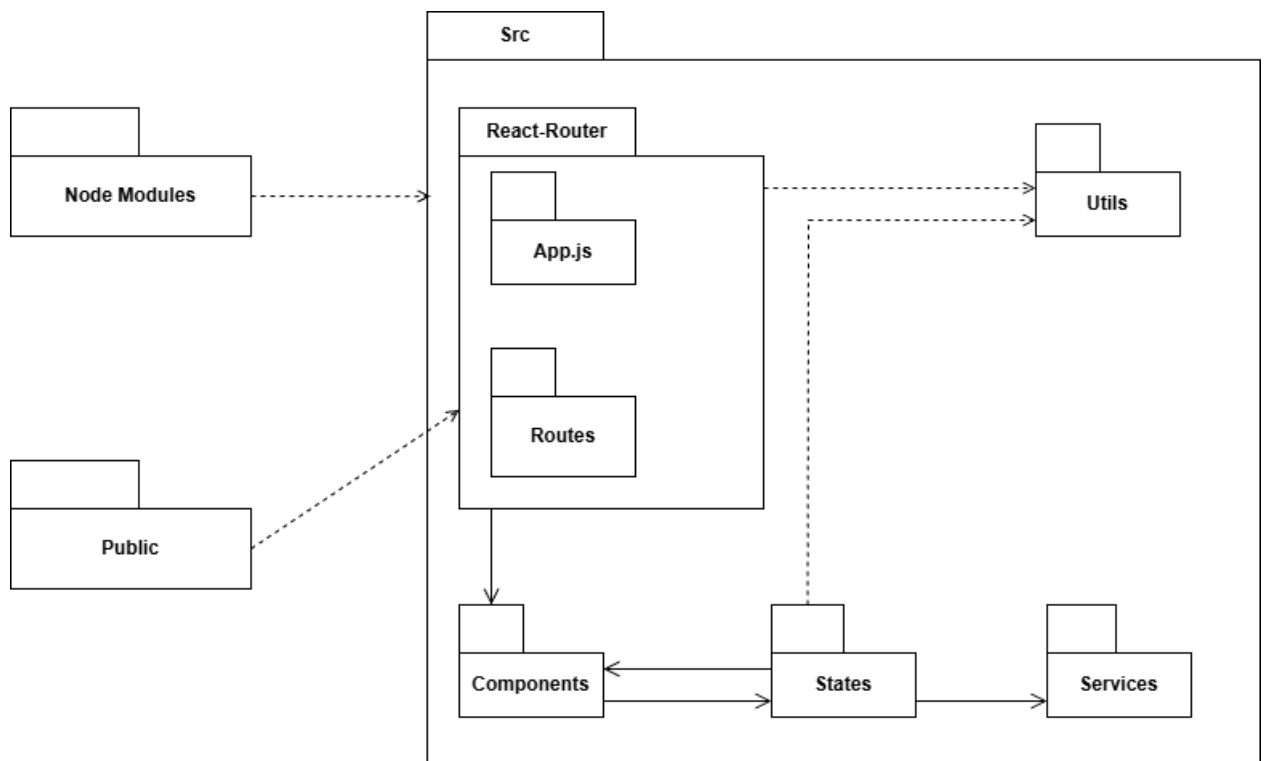 Src
React-Router
Node Modules
App.js
Utils
Routes
Public
Components
States
Services